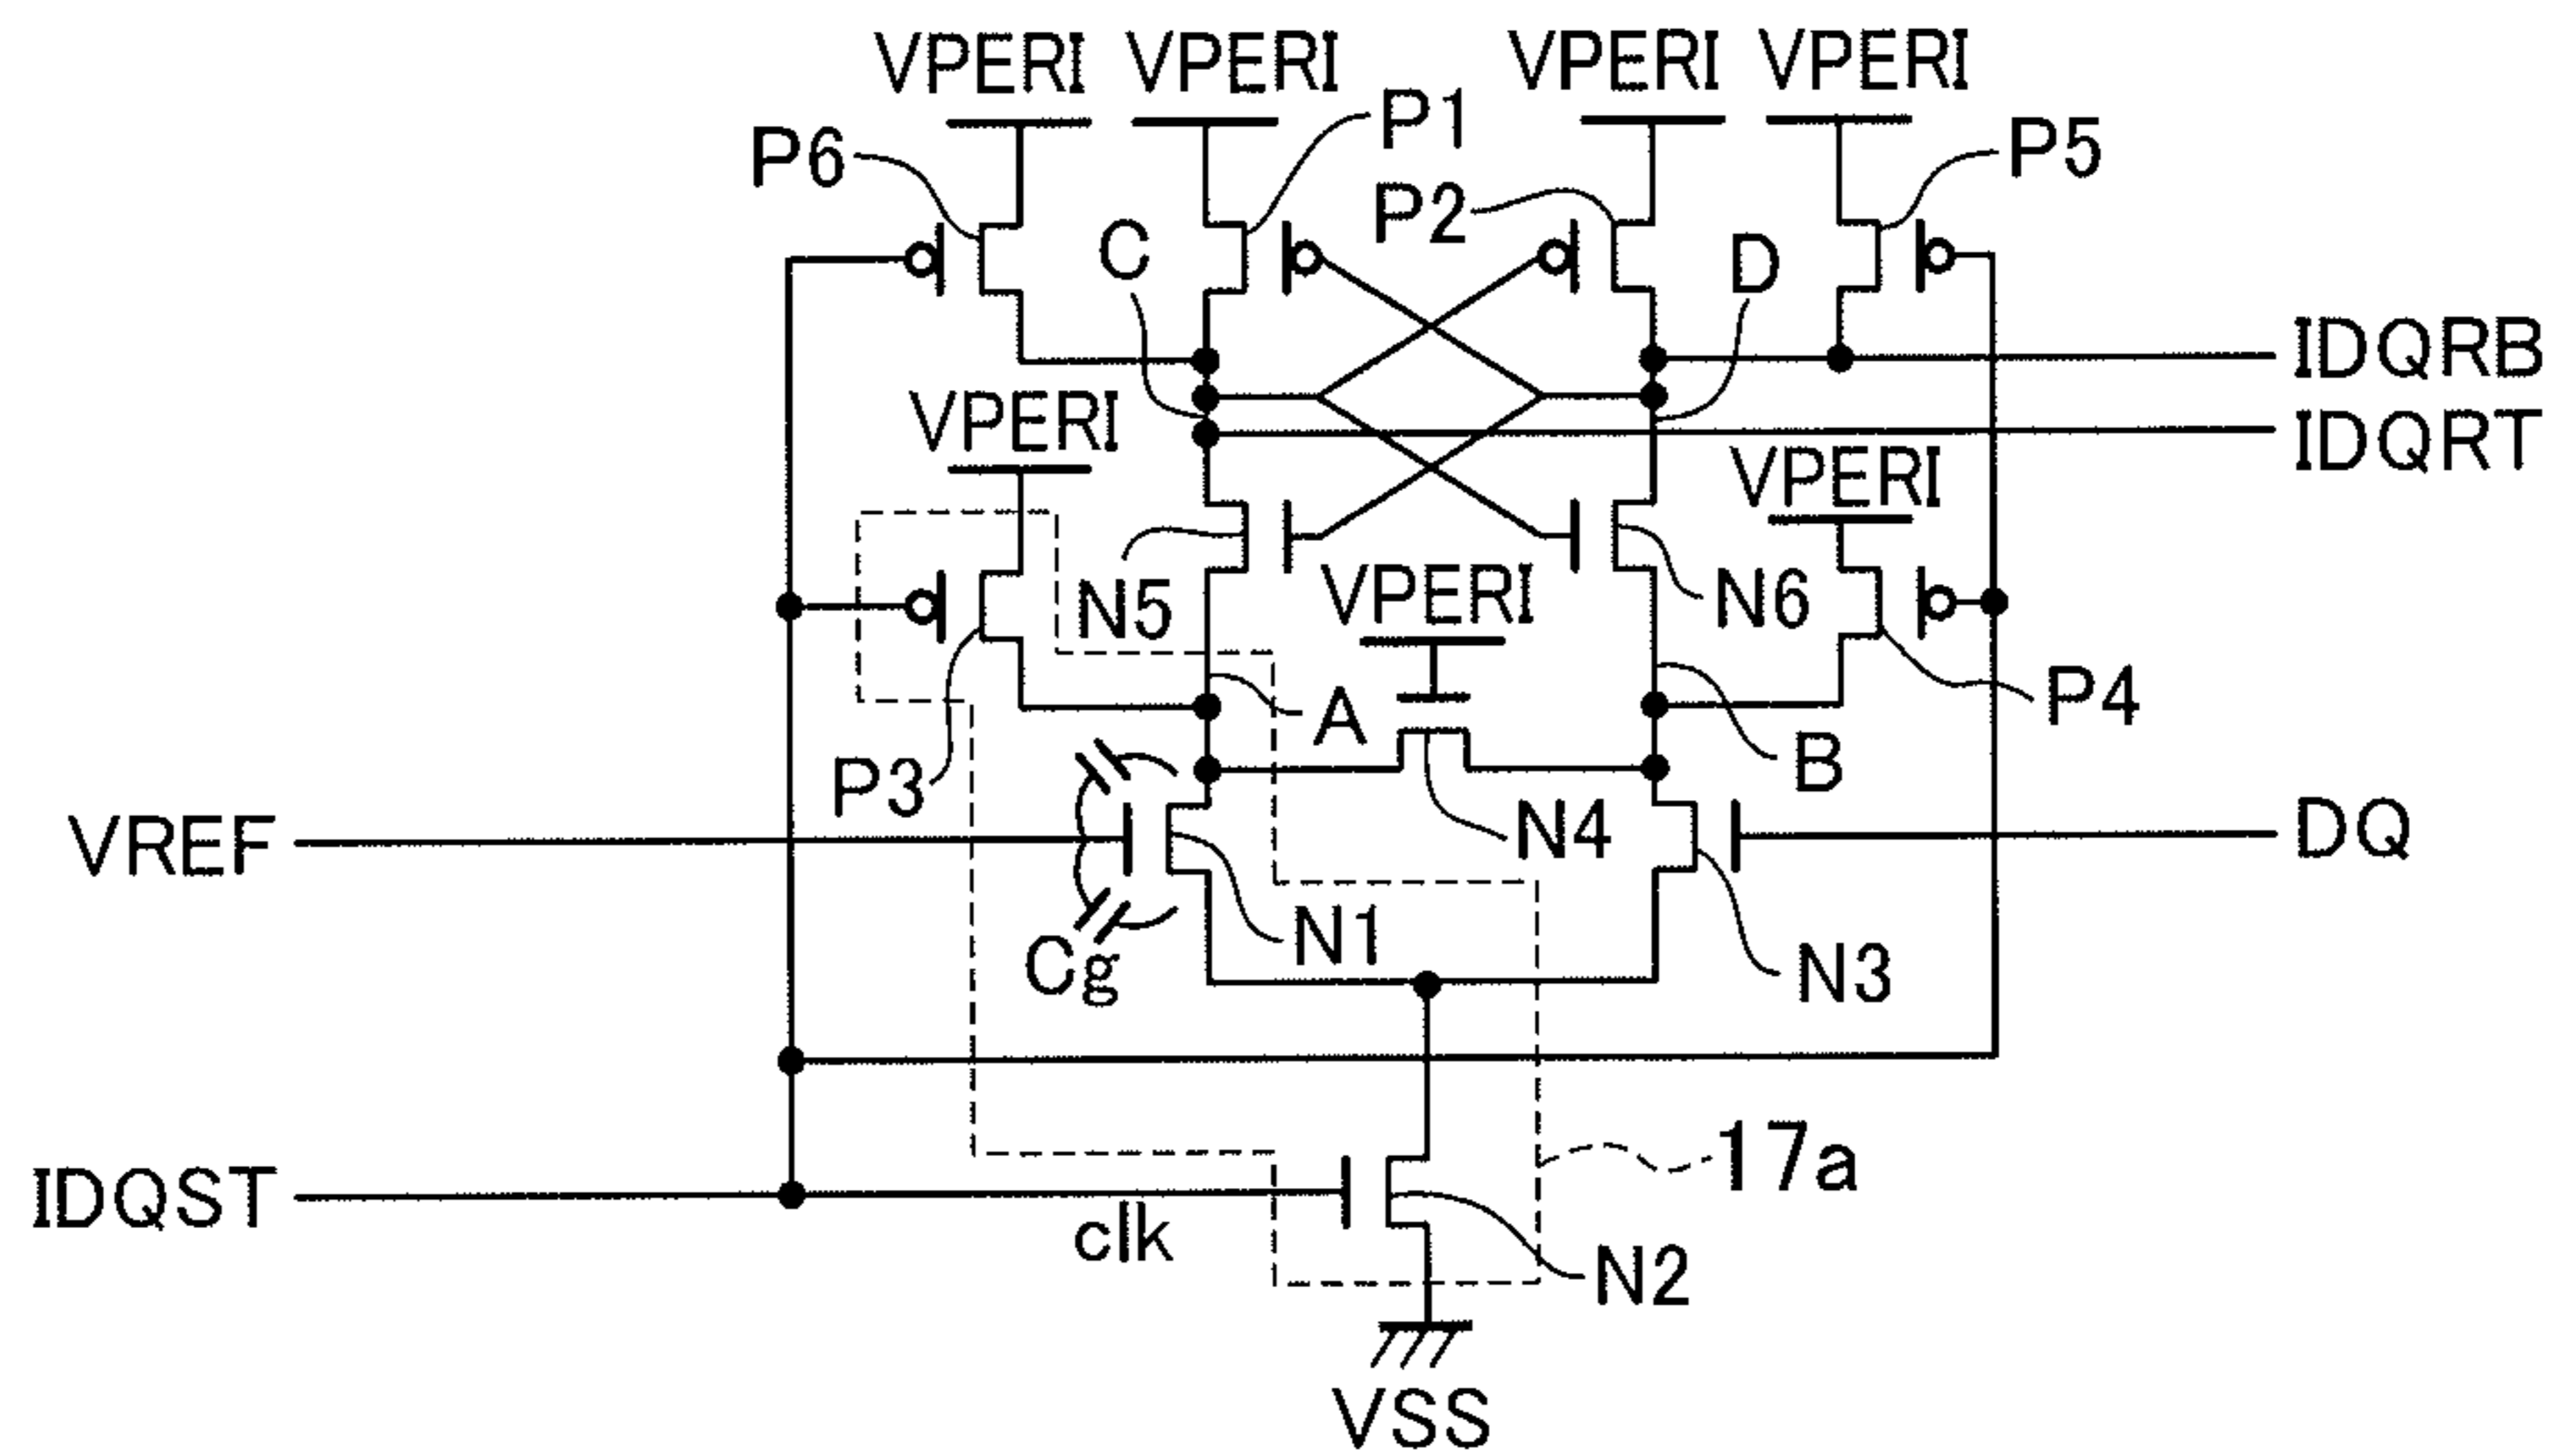 VPERI VPERI VPERI VPERI
P6 P1 P2 P5
C D
IDQRB
VPERI IDQRT
VPERI
N5 VPERI N6
P3 A N4 B P4
VREF DQ
Cg N1 N3
IDQST clk 17a
N2
VSS